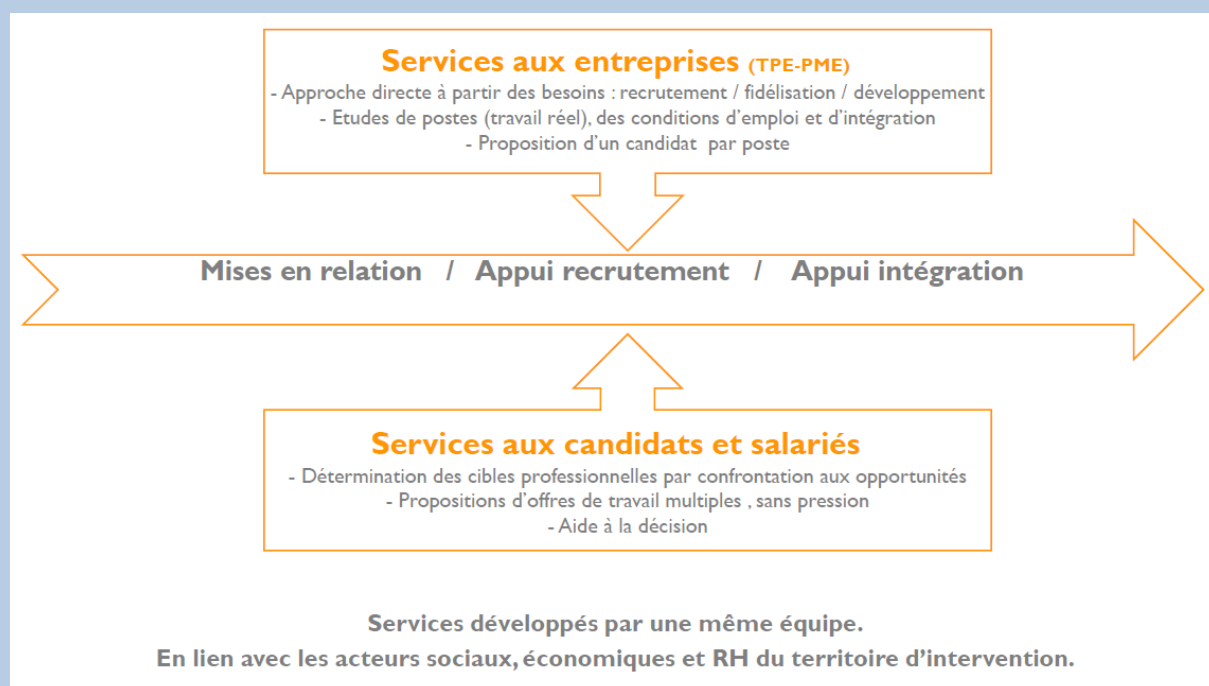 Services aux entreprises (TPE-PME)
- Approche directe à partir des besoins : recrutement / fidélisation / développement
- Etudes de postes (travail réel), des conditions d'emploi et d'intégration
- Proposition d'un candidat par poste
Mises en relation / Appui recrutement / Appui intégration
Services aux candidats et salariés
- Détermination des cibles professionnelles par confrontation aux opportunités
- Propositions d'offres de travail multiples , sans pression
- Aide à la décision
Services développés par une même équipe.
En lien avec les acteurs sociaux, économiques et RH du territoire d'intervention.